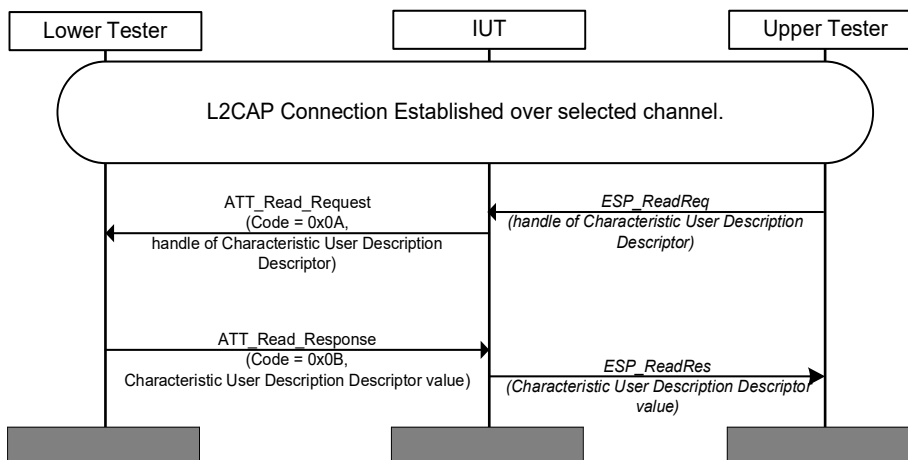 Lower Tester
IUT
Upper Tester
L2CAP Connection Established over selected channel.
ATT_Read_Request
(Code = 0x0A,
handle of Characteristic User Description
Descriptor)
ESP_ReadReq
(handle of Characteristic User Description
Descriptor)
ATT_Read_Response
(Code = 0x0B,
Characteristic User Description Descriptor value)
ESP_ReadRes
(Characteristic User Description Descriptor
value)